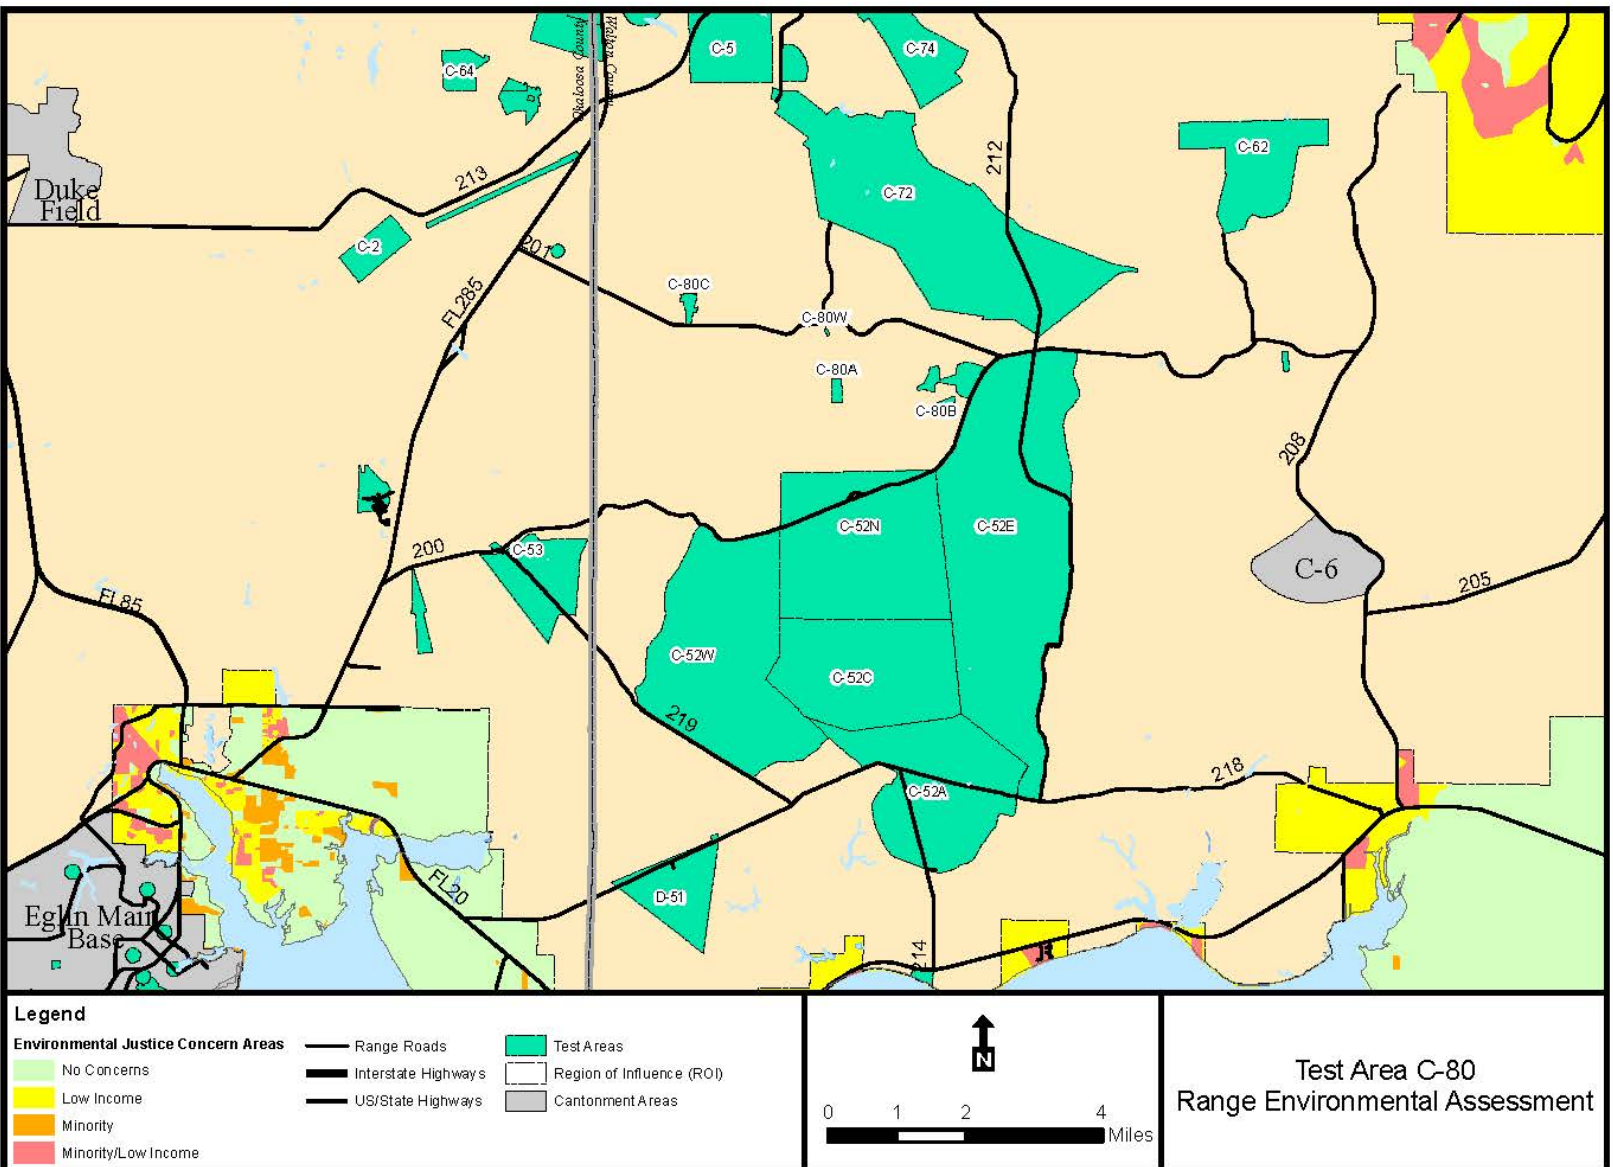 Okaloosa County
Walton County
C-5
C-74
C-64
C-62
212
Duke
Field
213
C-72
C-2
201
C-80C
FL285
C-80W
C-80A
C-80B
208
C-52N
C-52E
C-53
200
C-6
205
FL85
C-52W
C-52C
219
218
C-52A
FL20
D-51
Eglin Main
Base
214
Legend
Environmental Justice Concern Areas
No Concerns
Low Income
Minority
Minority/Low Income
Range Roads
Interstate Highways
US/State Highways
Test Areas
Region of Influence (ROI)
Cantonment Areas
N
0 1 2 4
Miles
Test Area C-80
Range Environmental Assessment